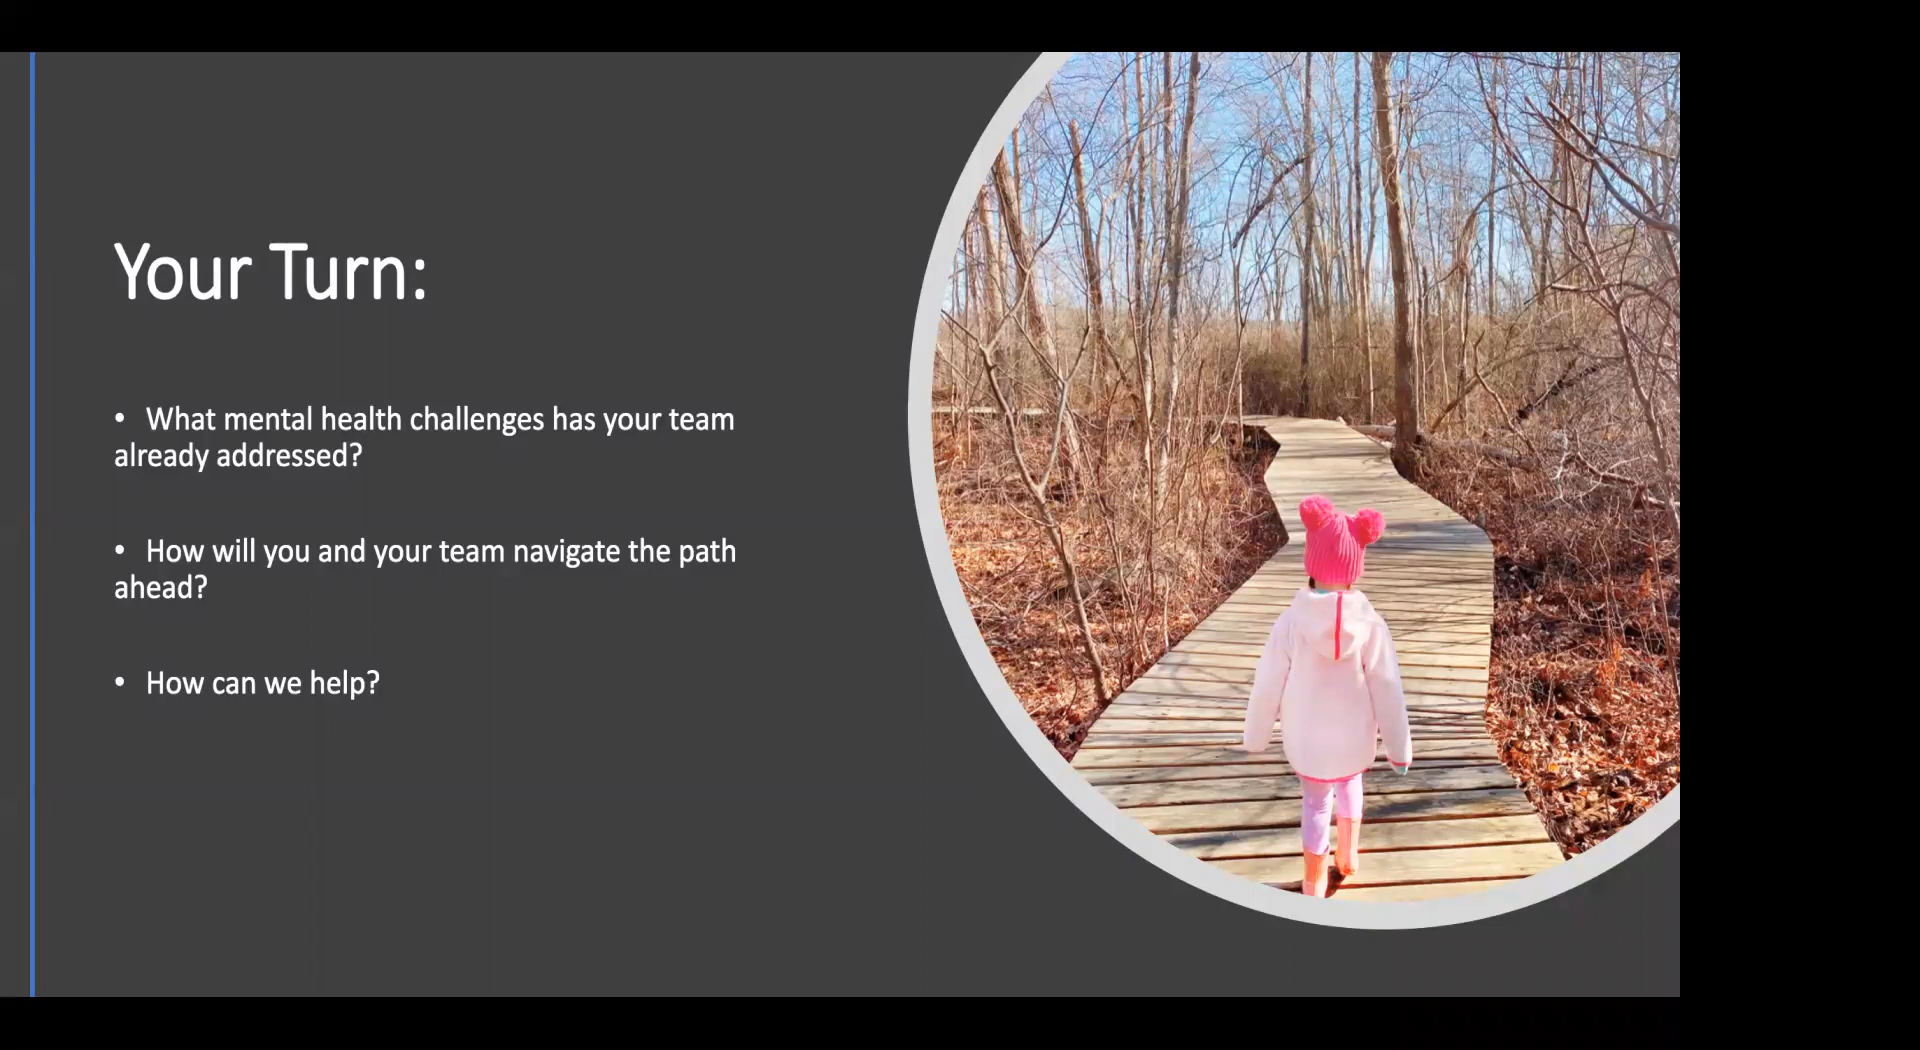 Your Turn:
• What mental health challenges has your team
already addressed?
• How will you and your team navigate the path
ahead?
• How can we help?